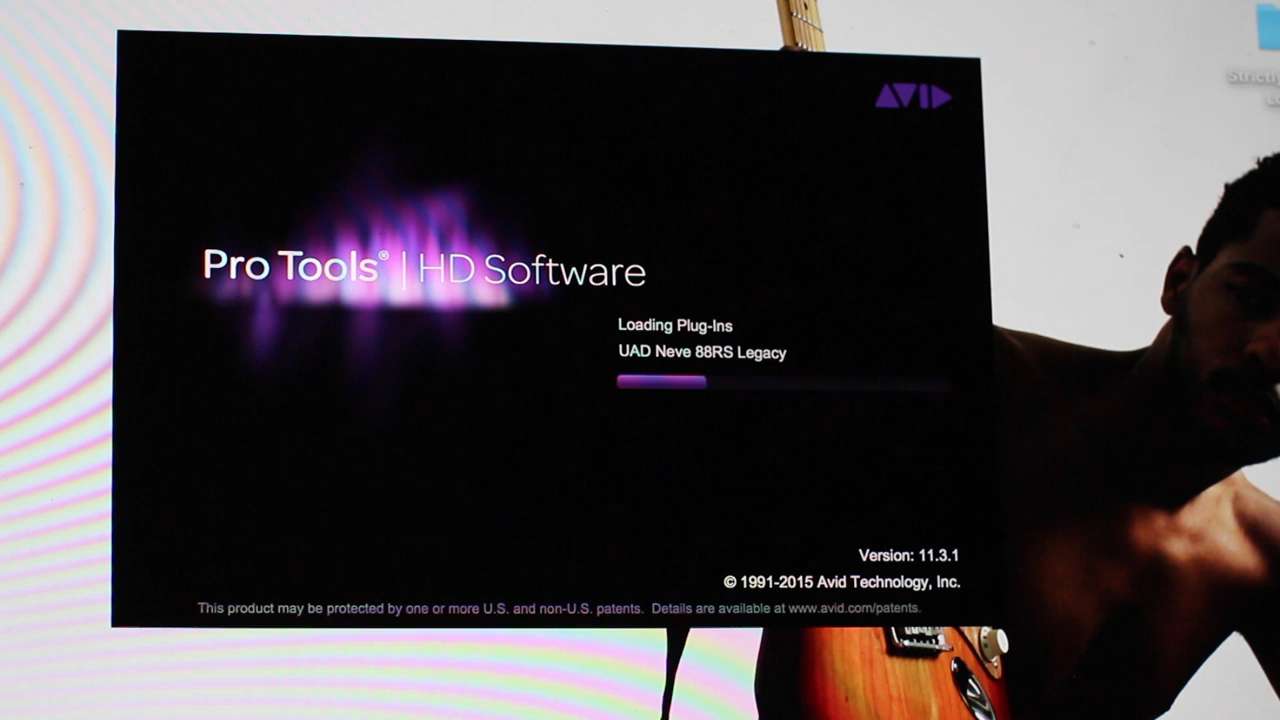 AVID
Pro Tools® | HD Software
Loading Plug-Ins
UAD Neve 88RS Legacy
Version: 11.3.1
© 1991-2015 Avid Technology, Inc.
This product may be protected by one or more U.S. and non-U.S. patents. Details are available at www.avid.com/patents.
Strictly